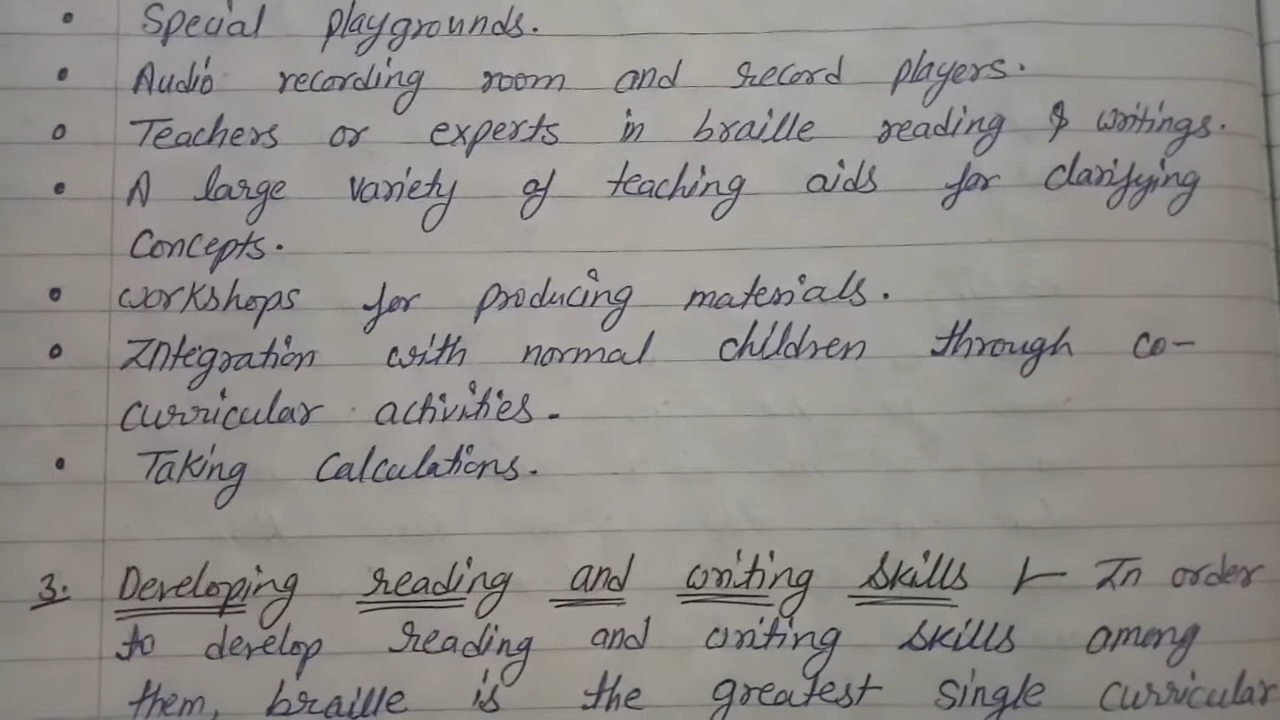 • Special playgrounds.
• Audio recording room and record players.
• Teachers or experts in braille reading & writings.
• A large variety of teaching aids for clarifying
concepts.
• workshops for producing materials.
• Integration with normal children through co-
curricular activities.
• Taking Calculations.
3. Developing reading and writing skills :- In order
to develop reading and writing skills among
them, braille is the greatest single curricular